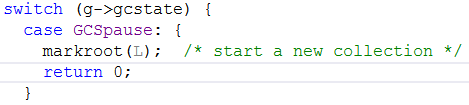 switch (g->gcstate) {
  case GCSpause: {
    markroot(L);  /* start a new collection */
    return 0;
  }